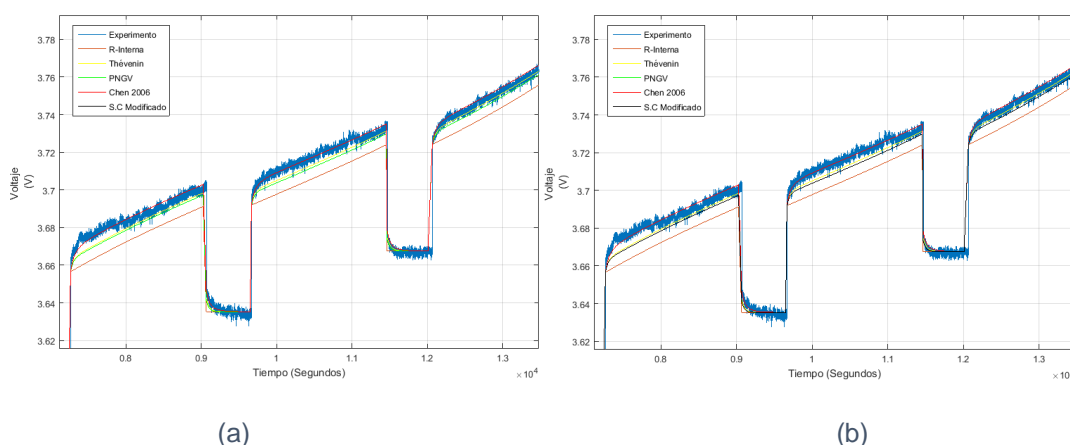 3.78
3.76
3.74
3.72
3.7
3.68
3.66
3.64
3.62
Voltaje
(V)
Experimento
R-Interna
Thévenin
PNGV
Chen 2006
S.C Modificado
0.8
0.9
1
1.1
1.2
1.3
Tiempo (Segundos)
×10⁴
(a)
3.78
3.76
3.74
3.72
3.7
3.68
3.66
3.64
3.62
Voltaje
(V)
Experimento
R-Interna
Thévenin
PNGV
Chen 2006
S.C Modificado
0.8
0.9
1
1.1
1.2
1.3
Tiempo (Segundos)
×10
(b)